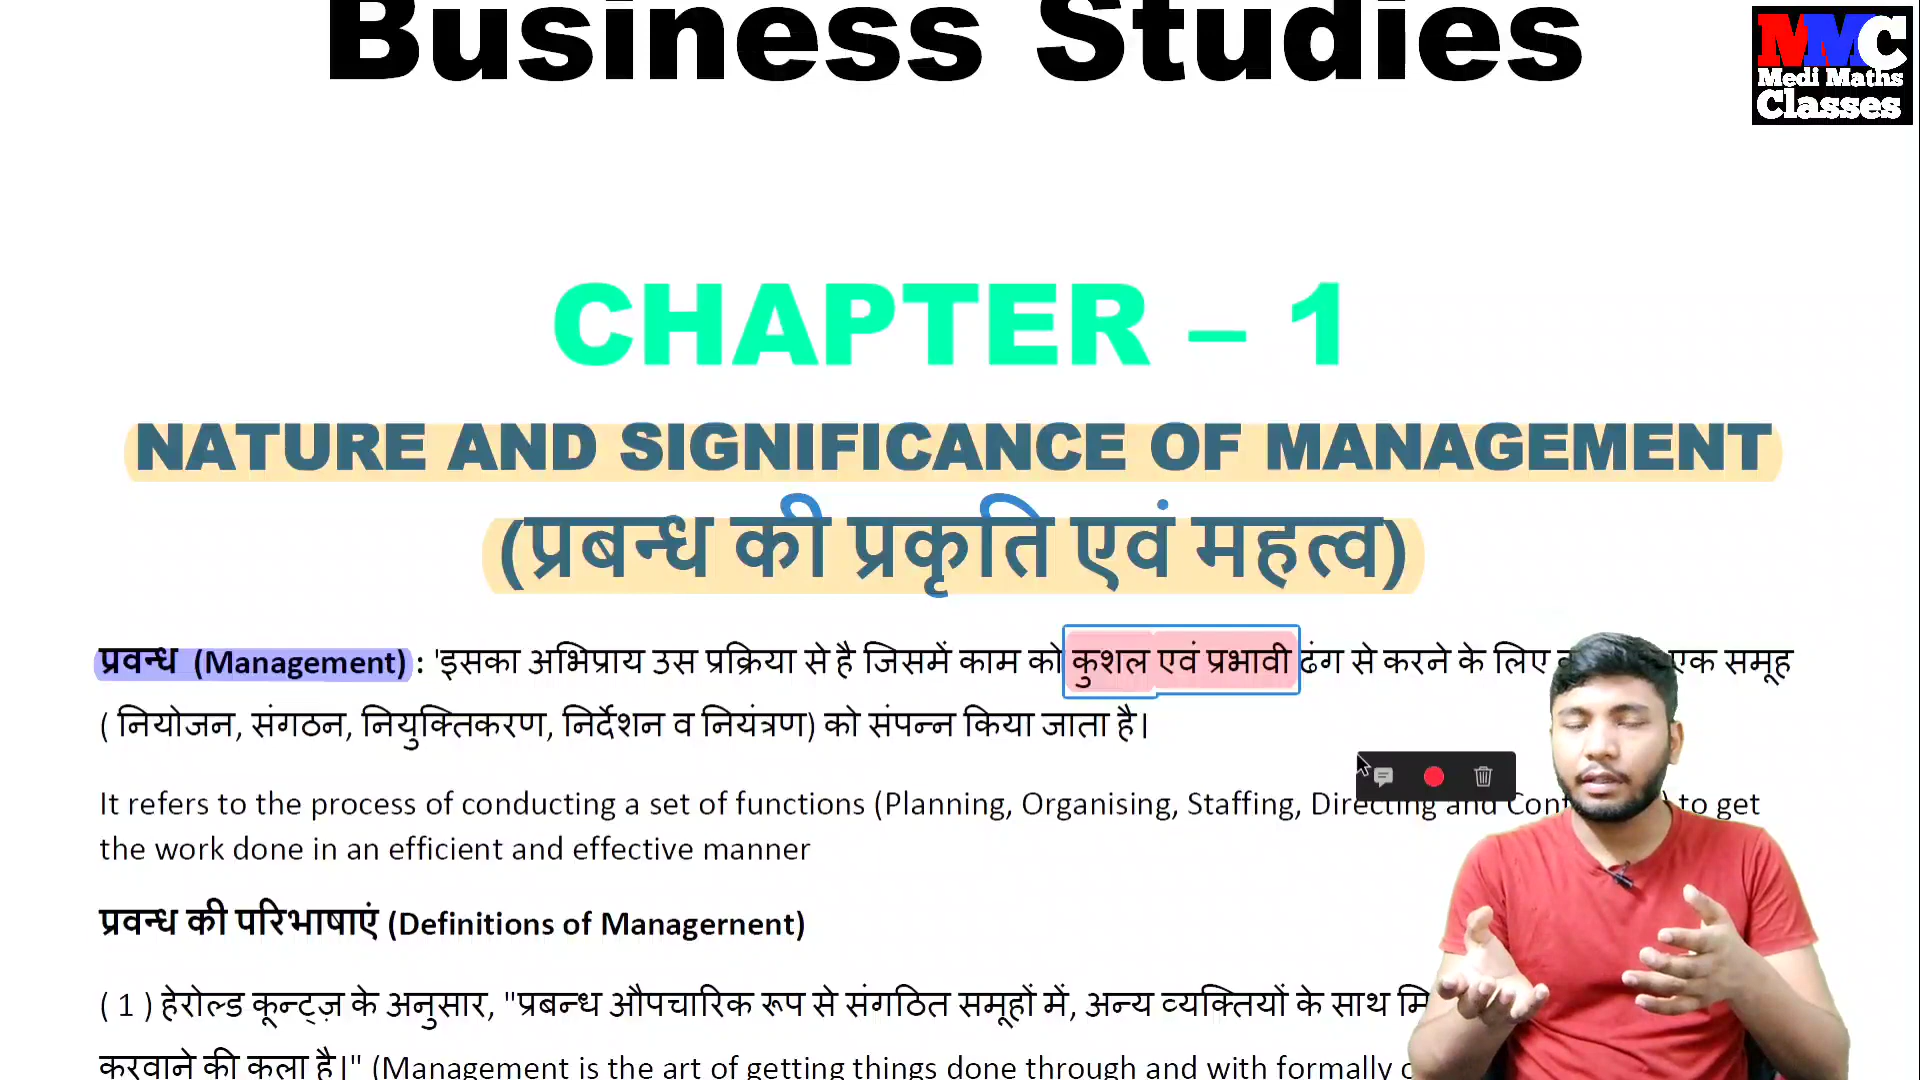 Business Studies
MMC
Medi Maths
Classes
CHAPTER – 1
NATURE AND SIGNIFICANCE OF MANAGEMENT
(प्रबन्ध की प्रकृति एवं महत्व)
प्रवन्ध (Management) : 'इसका अभिप्राय उस प्रक्रिया से है जिसमें काम को कुशल एवं प्रभावी ढंग से करने के लिए एक समूह
( नियोजन, संगठन, नियुक्तिकरण, निर्देशन व नियंत्रण) को संपन्न किया जाता है।
It refers to the process of conducting a set of functions (Planning, Organising, Staffing, Directing and to get
the work done in an efficient and effective manner
प्रवन्ध की परिभाषाएं (Definitions of Managernent)
( 1 ) हेरोल्ड कून्ट्ज़ के अनुसार, "प्रबन्ध औपचारिक रूप से संगठित समूहों में, अन्य व्यक्तियों के साथ
करवाने की कला है।" (Management is the art of getting things done through and with formally